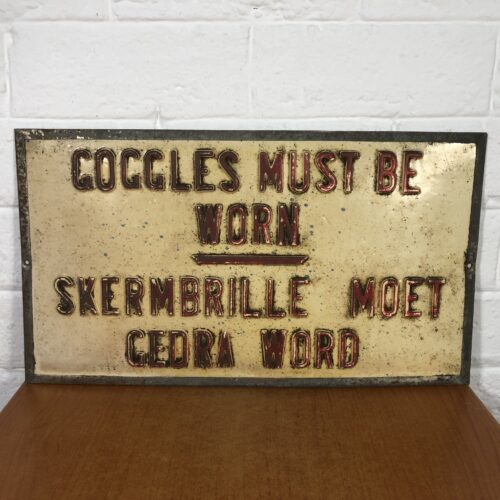 GOGGLES MUST BE
WORN
SKERMBRILLE MOET
GEDRA WORD